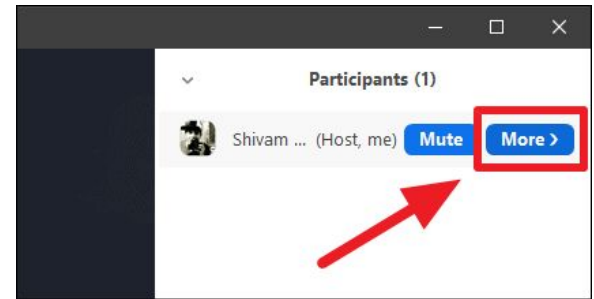 Participants (1)
Shivam ... (Host, me) Mute More >